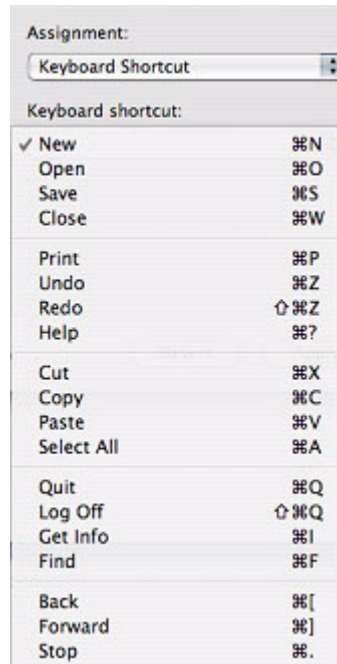 Assignment:
Keyboard Shortcut
Keyboard shortcut:
✓ New ⌘N
Open ⌘O
Save ⌘S
Close ⌘W
Print ⌘P
Undo ⌘Z
Redo ⇧⌘Z
Help ⌘?
Cut ⌘X
Copy ⌘C
Paste ⌘V
Select All ⌘A
Quit ⌘Q
Log Off ⇧⌘Q
Get Info ⌘I
Find ⌘F
Back ⌘[
Forward ⌘]
Stop ⌘.